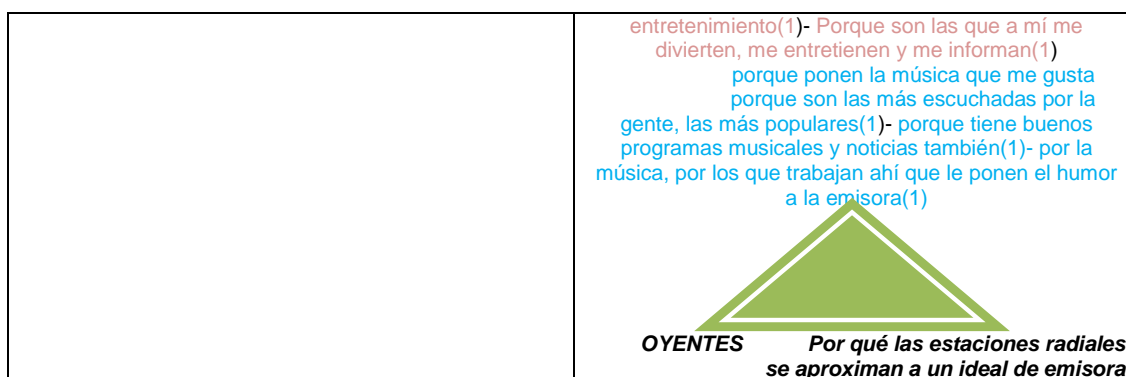 entretenimiento(1)- Porque son las que a mí me
divierten, me entretienen y me informan(1)
porque ponen la música que me gusta
porque son las más escuchadas por la
gente, las más populares(1)- porque tiene buenos
programas musicales y noticias también(1)- por la
música, por los que trabajan ahí que le ponen el humor
a la emisora(1)
OYENTES Por qué las estaciones radiales
se aproximan a un ideal de emisora